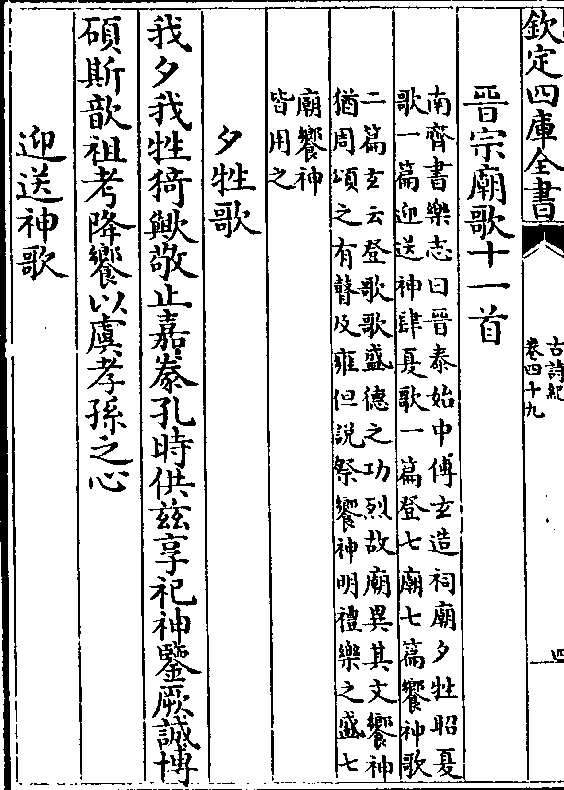 欽定四庫全書
古詩紀
卷四十九
四
晉宗廟歌十一首
南齊書樂志曰晉泰始中傅𤣥造祠廟夕牲昭夏
歌一篇迎送神肆夏歌一篇登七廟七篇饗神歌
二篇𤣥云登歌歌盛德之功烈故廟異其文饗神
猶周頌之有瞽及雍但說祭饗神明禮樂之盛七
廟饗神
皆用之
夕牲歌
我夕我牲猗歟敬止嘉豢孔時供兹享祀神鑒厥誠博
碩斯歆祖考降饗以虞孝孫之心
迎送神歌